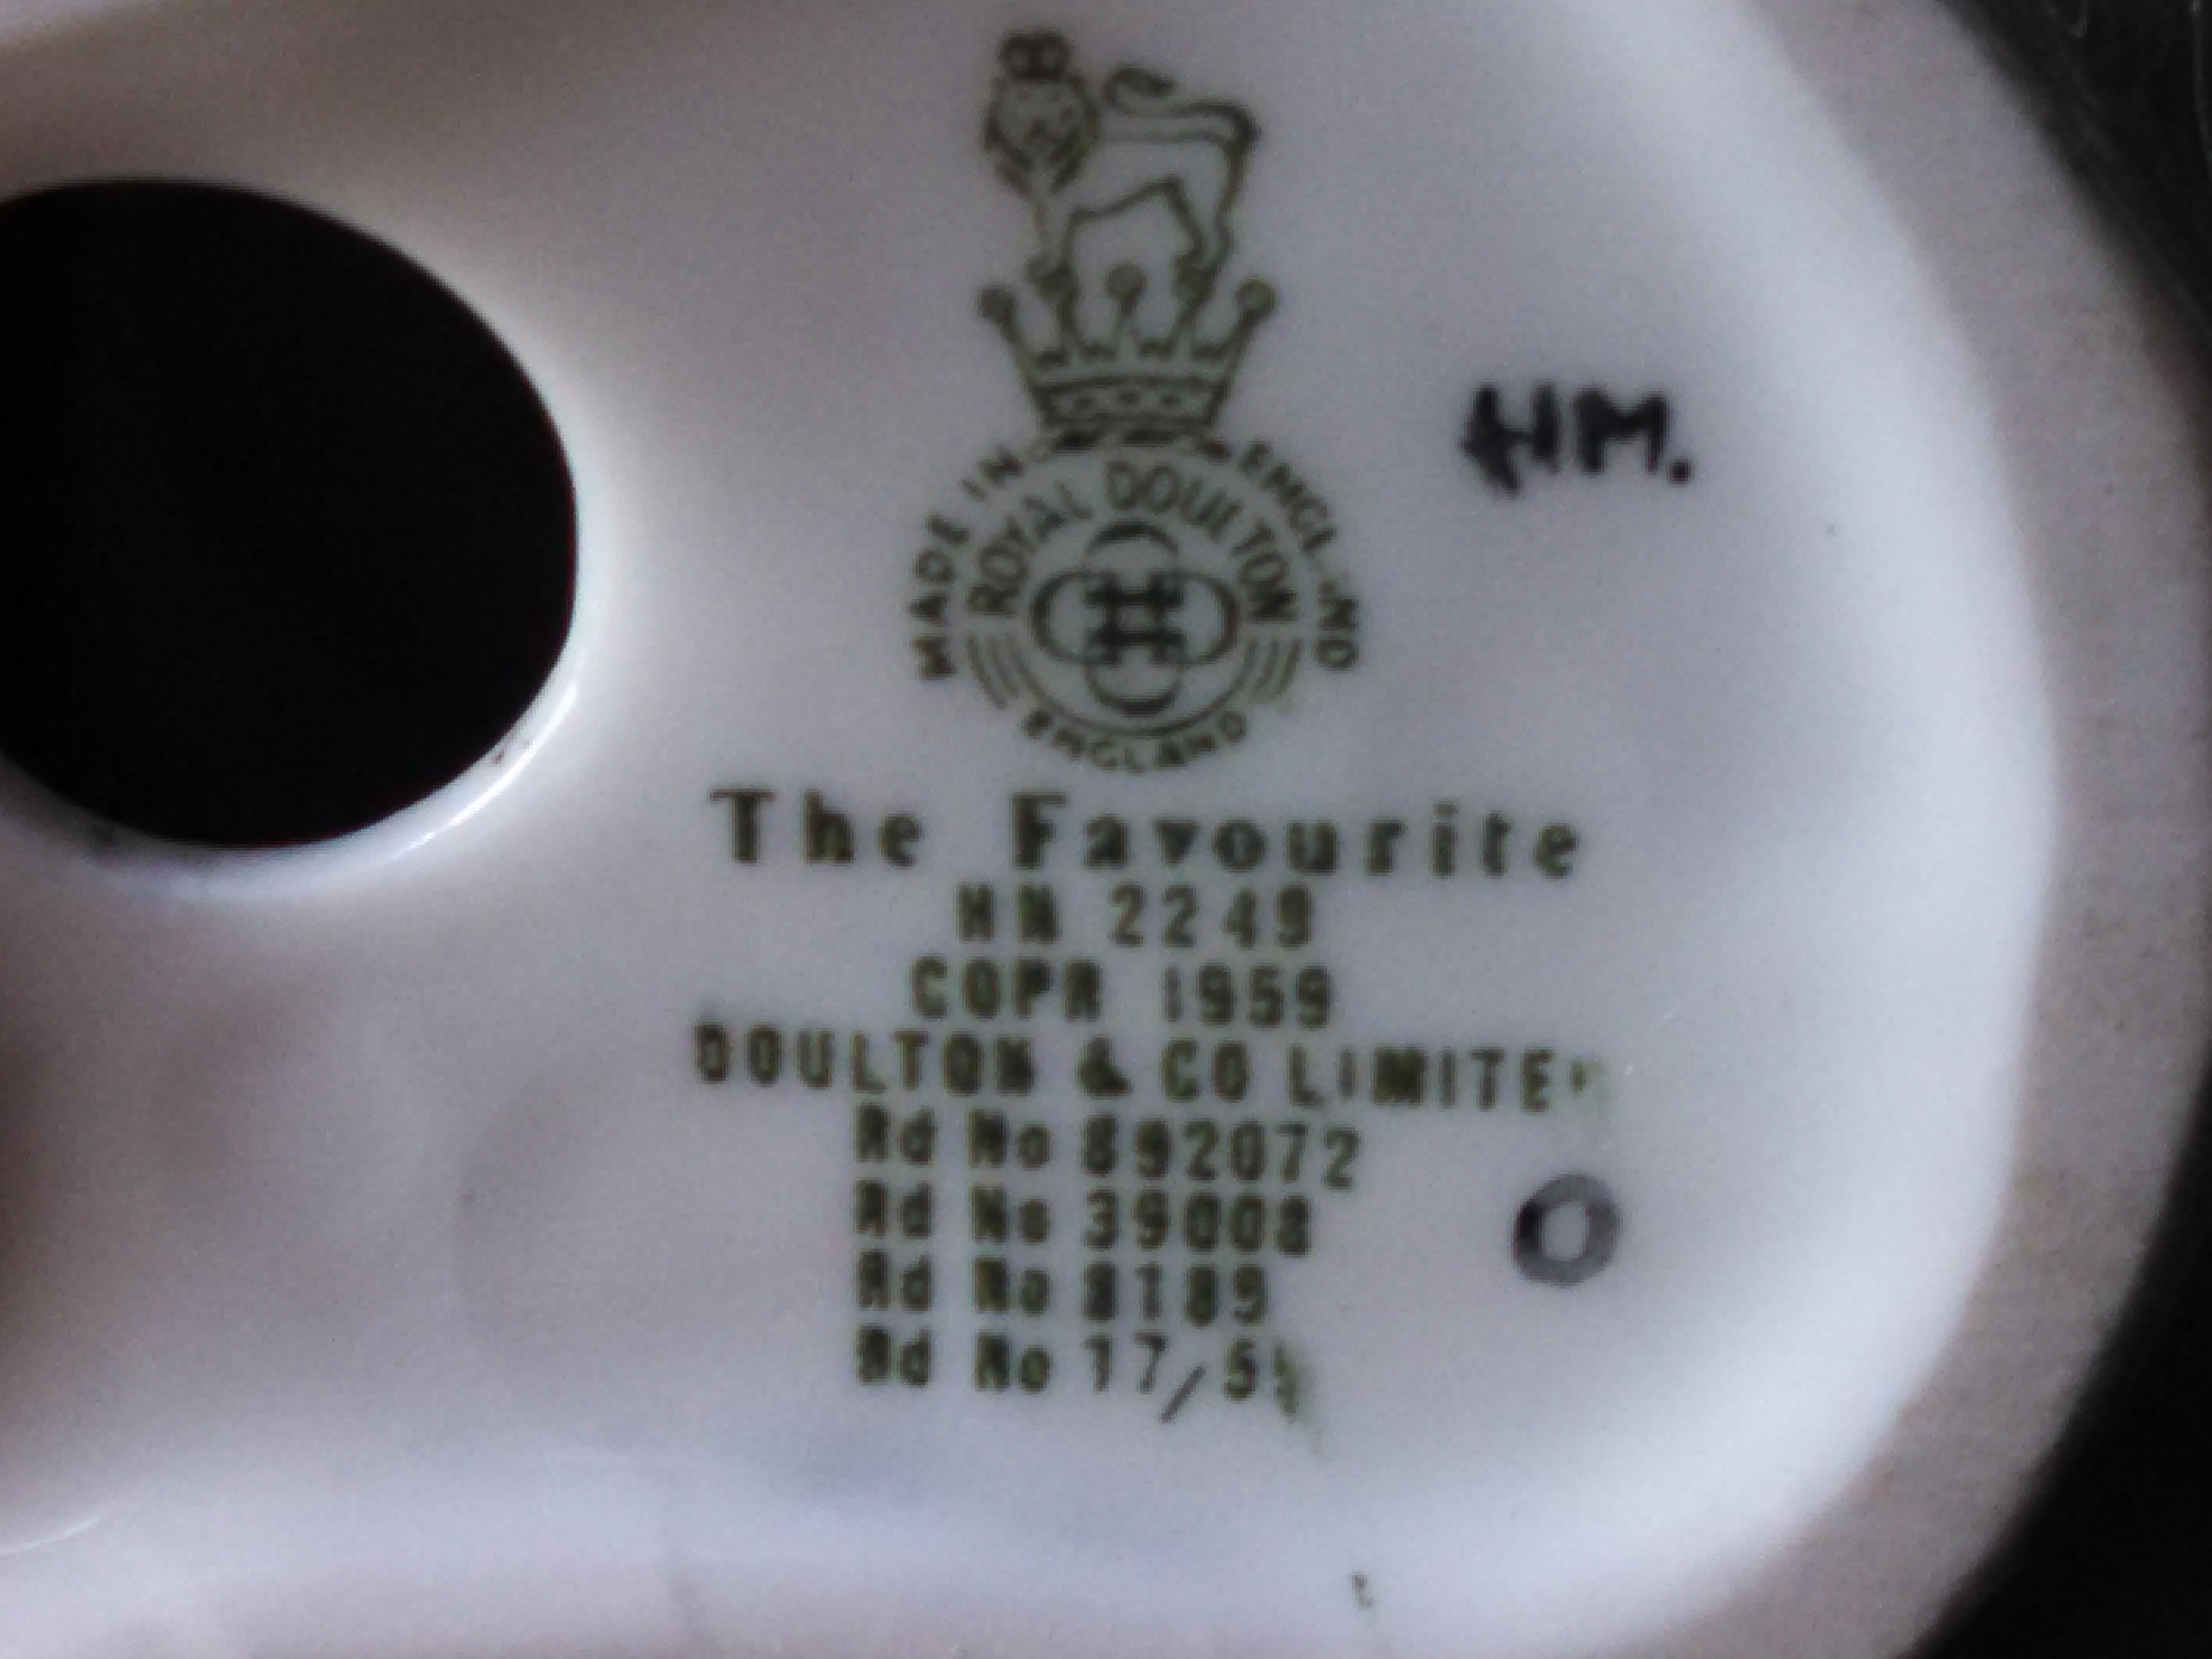 MADE IN ENGLAND
ROYAL DOULTON
ENGLAND
HM.
The Favourite
HN 2249
COPR 1959
DOULTON & CO LIMITED
Rd No 892072
Rd No 39008
Rd No 8189
O
Rd No 17/5